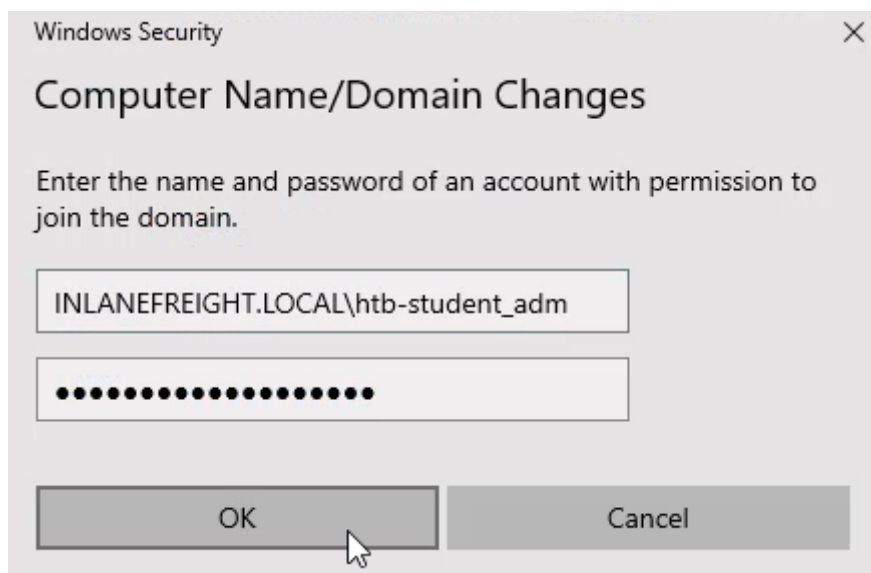 Windows Security
Computer Name/Domain Changes
Enter the name and password of an account with permission to
join the domain.
INLANEFREIGHT.LOCAL\htb-student_adm
●●●●●●●●●●●●●●●●●●●
OK
Cancel